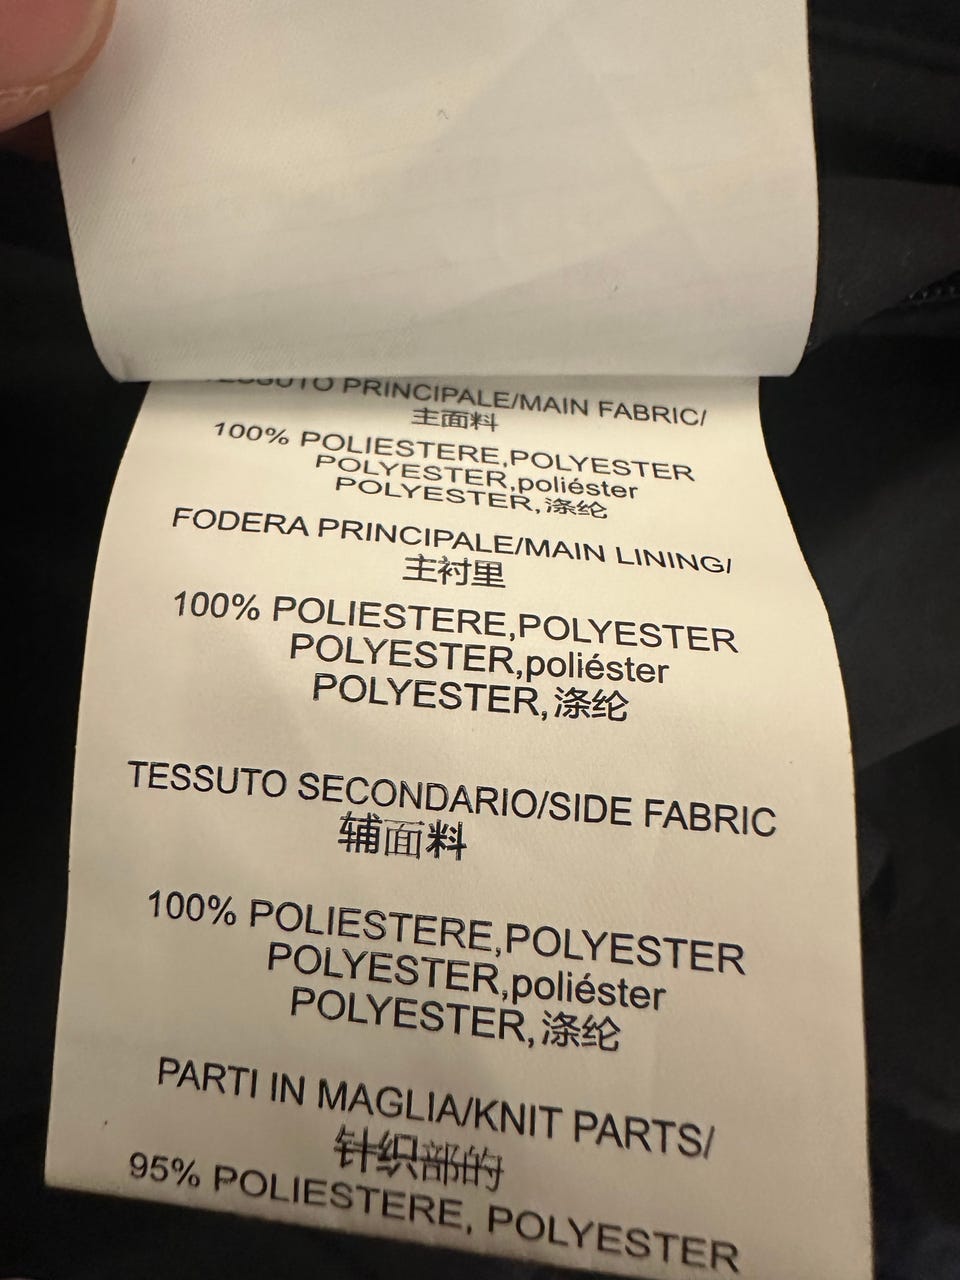 TESSUTO PRINCIPALE/MAIN FABRIC/
主面料
100% POLIESTERE,POLYESTER
POLYESTER,poliéster
POLYESTER,涤纶
FODERA PRINCIPALE/MAIN LINING/
主衬里
100% POLIESTERE,POLYESTER
POLYESTER,poliéster
POLYESTER,涤纶
TESSUTO SECONDARIO/SIDE FABRIC
辅面料
100% POLIESTERE,POLYESTER
POLYESTER,poliéster
POLYESTER,涤纶
PARTI IN MAGLIA/KNIT PARTS/
针织部的
95% POLIESTERE, POLYESTER